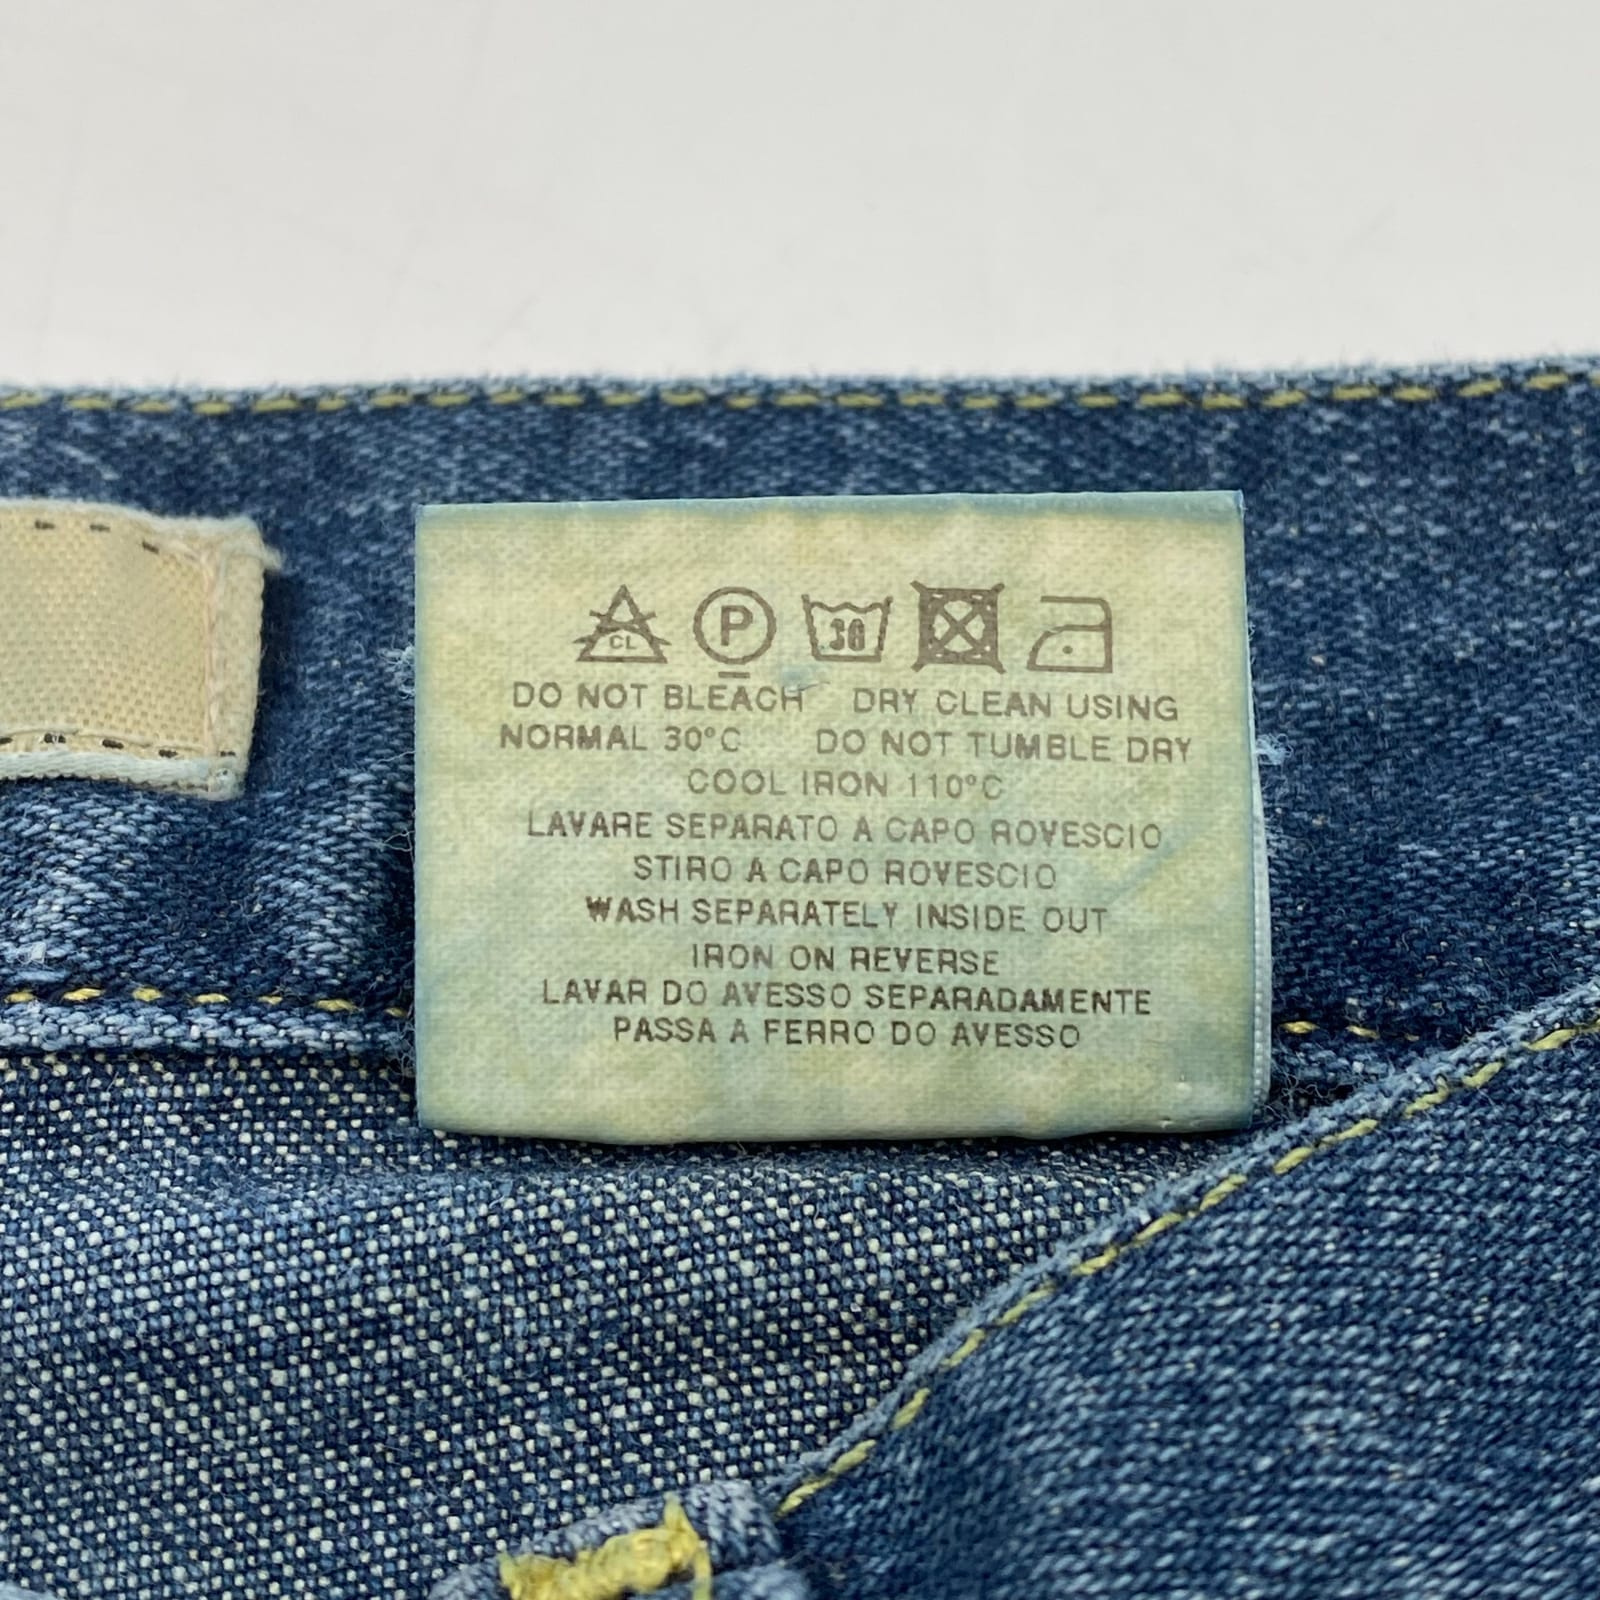 CL P 30
DO NOT BLEACH DRY CLEAN USING
NORMAL 30°C DO NOT TUMBLE DRY
COOL IRON 110°C
LAVARE SEPARATO A CAPO ROVESCIO
STIRO A CAPO ROVESCIO
WASH SEPARATELY INSIDE OUT
IRON ON REVERSE
LAVAR DO AVESSO SEPARADAMENTE
PASSA A FERRO DO AVESSO